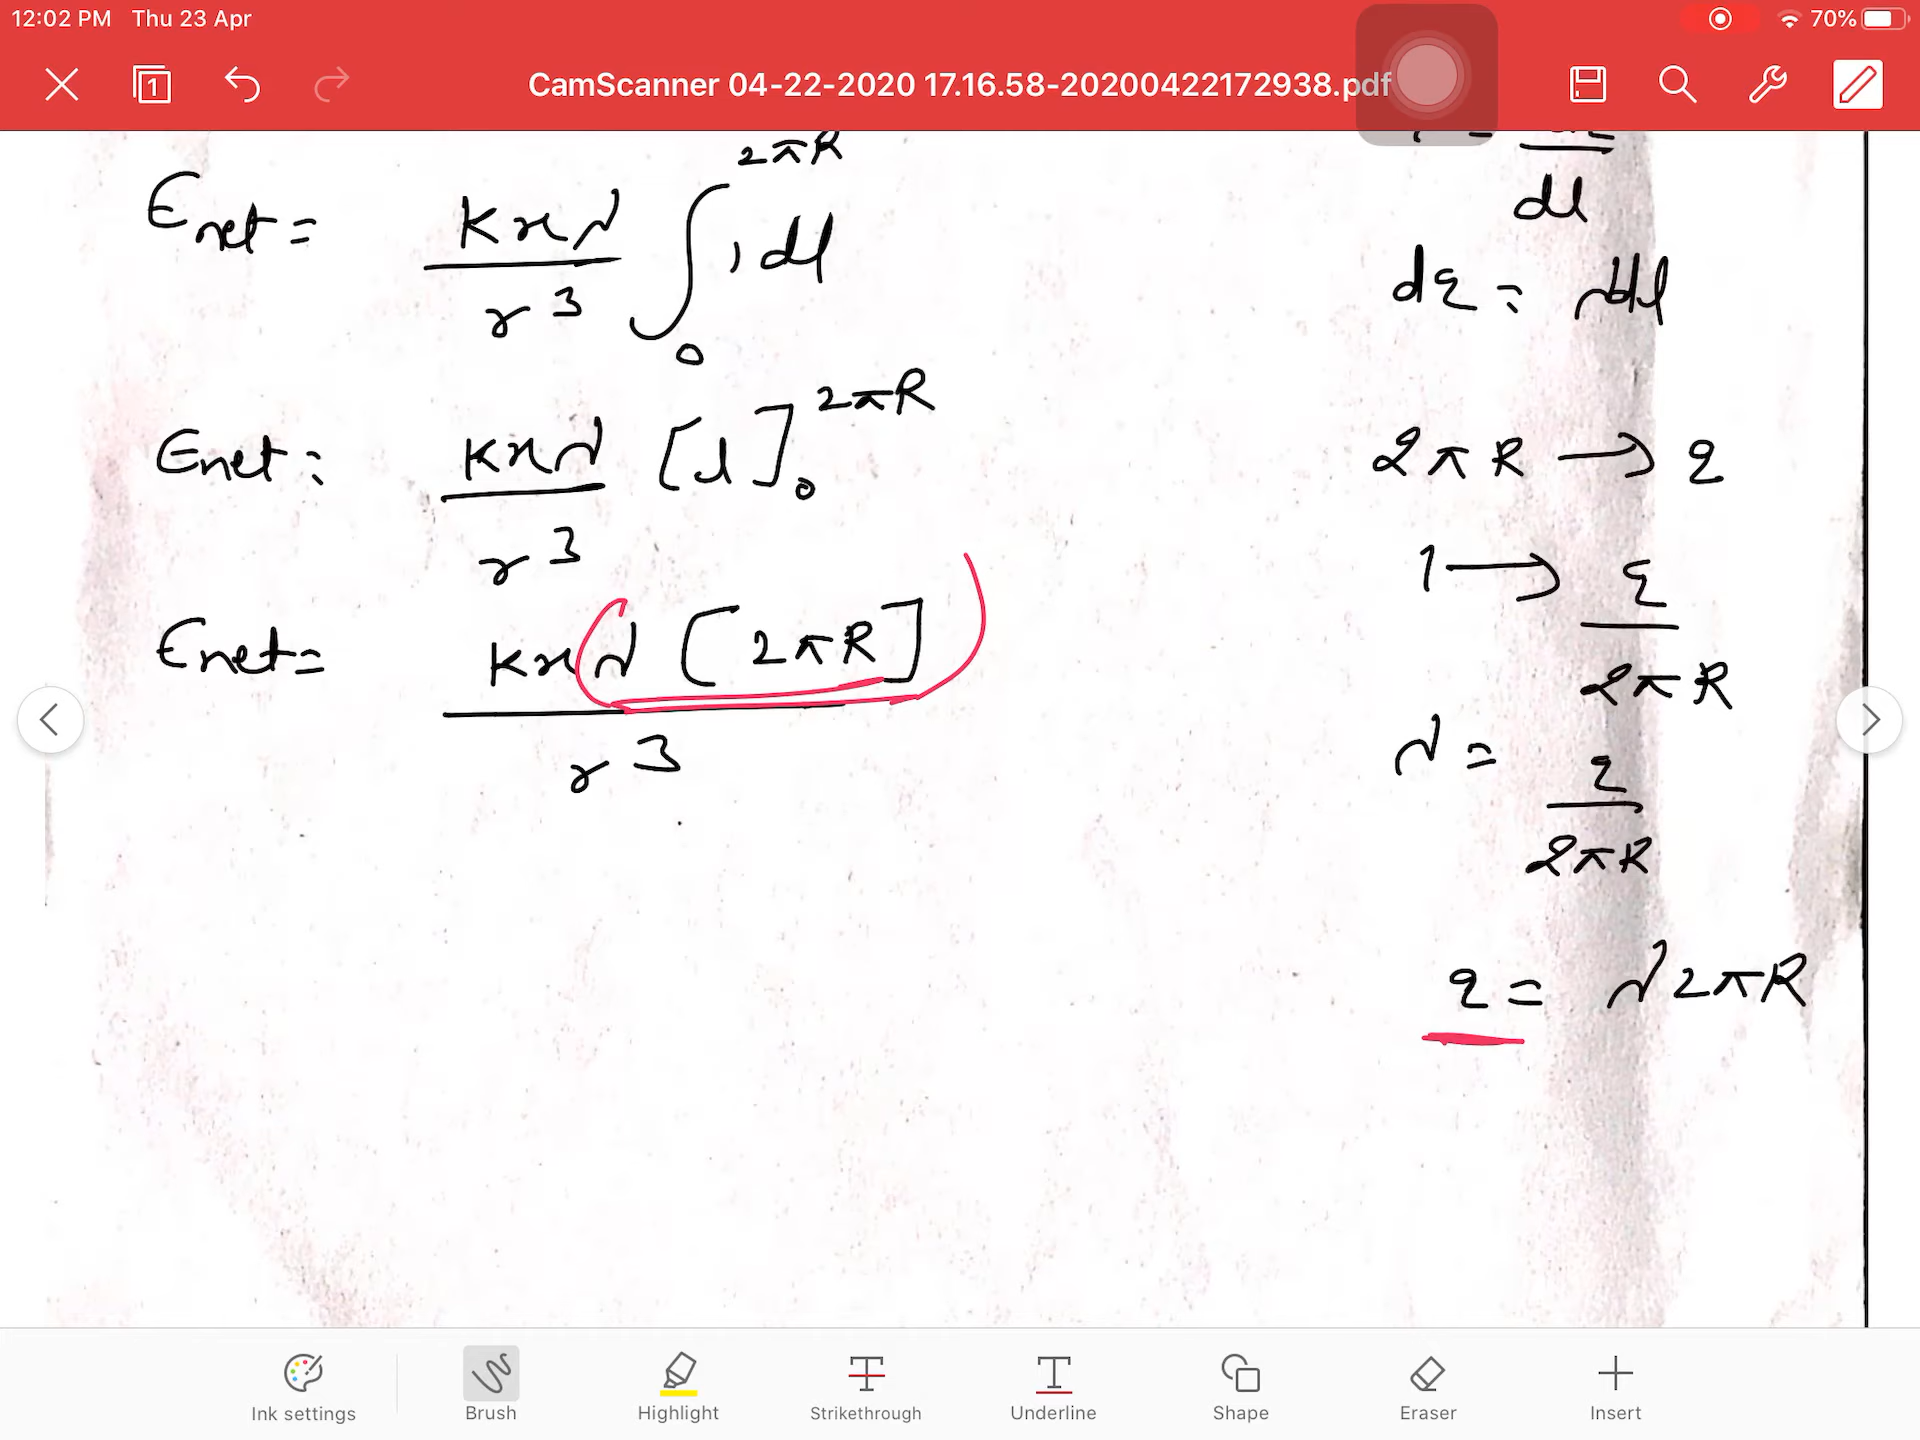 12:02 PM Thu 23 Apr
70%
1
CamScanner 04-22-2020 17.16.58-20200422172938.pdf
2πR
Enet = Kxλ ∫ 1 dl
r³
0
Enet = Kxλ [l]₀ 2πR
r³
Enet = Kxλ [2πR]
r³
dl
dq = λdl
2πR → q
1 → q
2πR
λ = q
2πR
q = λ2πR
Ink settings
Brush
Highlight
Strikethrough
Underline
Shape
Eraser
Insert